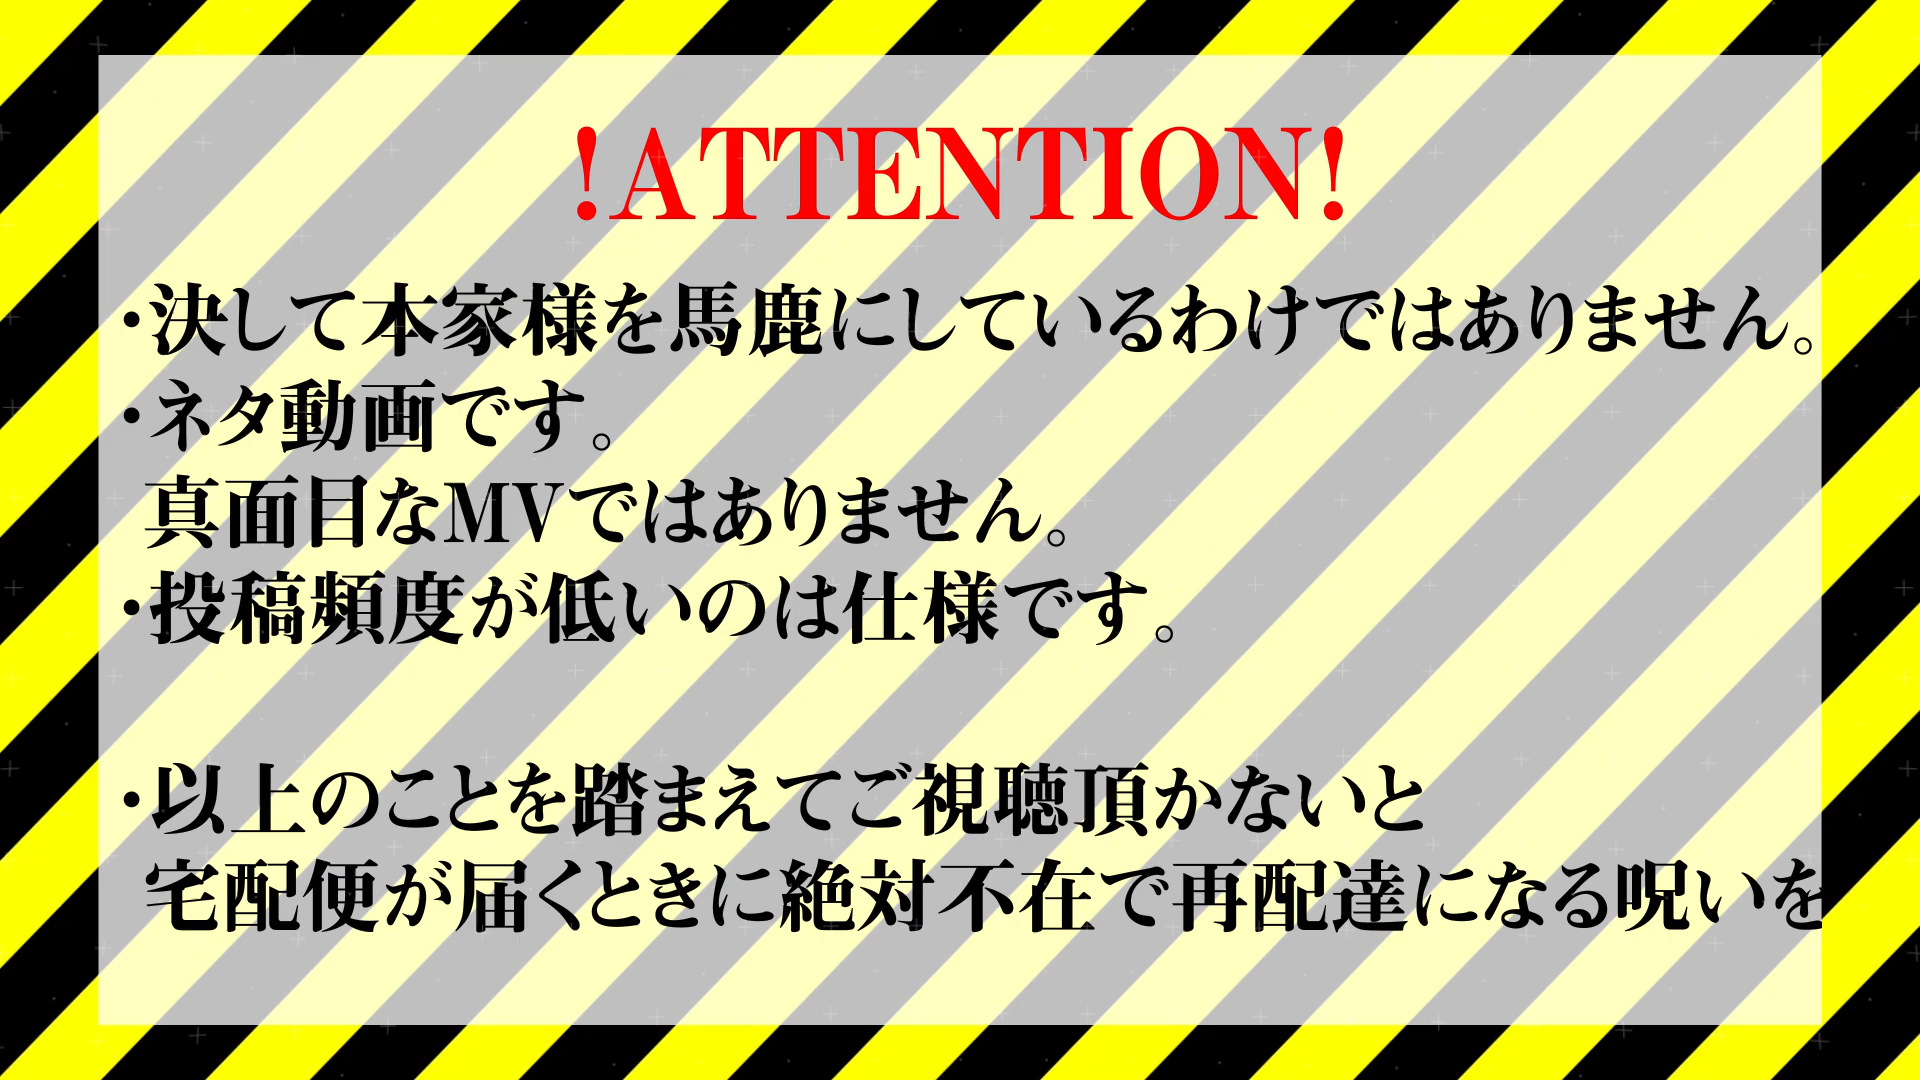 !ATTENTION!
・決して本家様を馬鹿にしているわけではありません。
・ネタ動画です。
真面目なMVではありません。
・投稿頻度が低いのは仕様です。
・以上のことを踏まえてご視聴頂かないと
宅配便が届くときに絶対不在で再配達になる呪いを